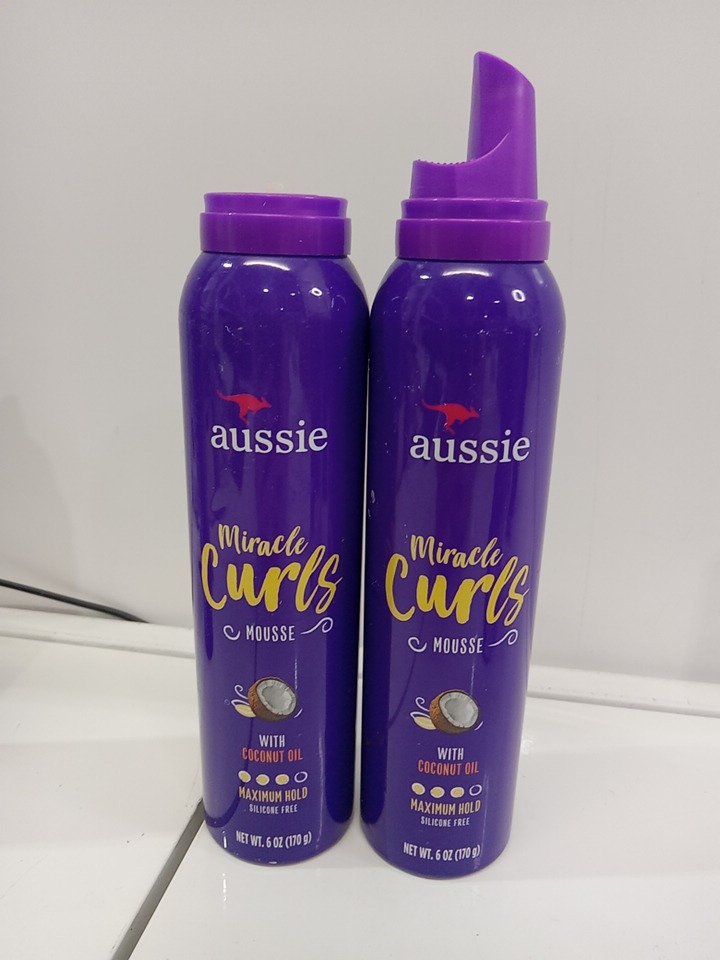 aussie
Miracle
Curls
MOUSSE
WITH
COCONUT OIL
MAXIMUM HOLD
SILICONE FREE
NET WT. 6 OZ (170 g)
aussie
Miracle
Curls
MOUSSE
WITH
COCONUT OIL
MAXIMUM HOLD
SILICONE FREE
NET WT. 6 OZ (170 g)